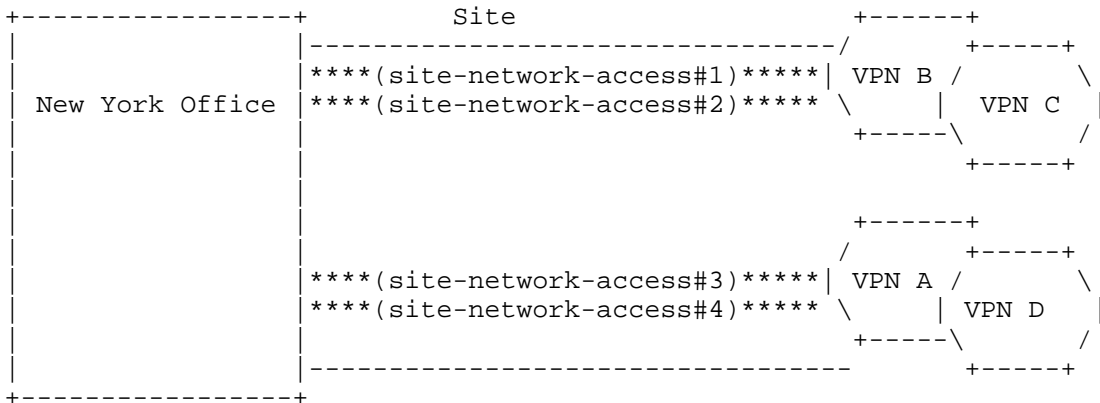 Site
****(site-network-access#1)***** VPN B
New York Office ****(site-network-access#2)***** VPN C
****(site-network-access#3)***** VPN A
****(site-network-access#4)***** VPN D